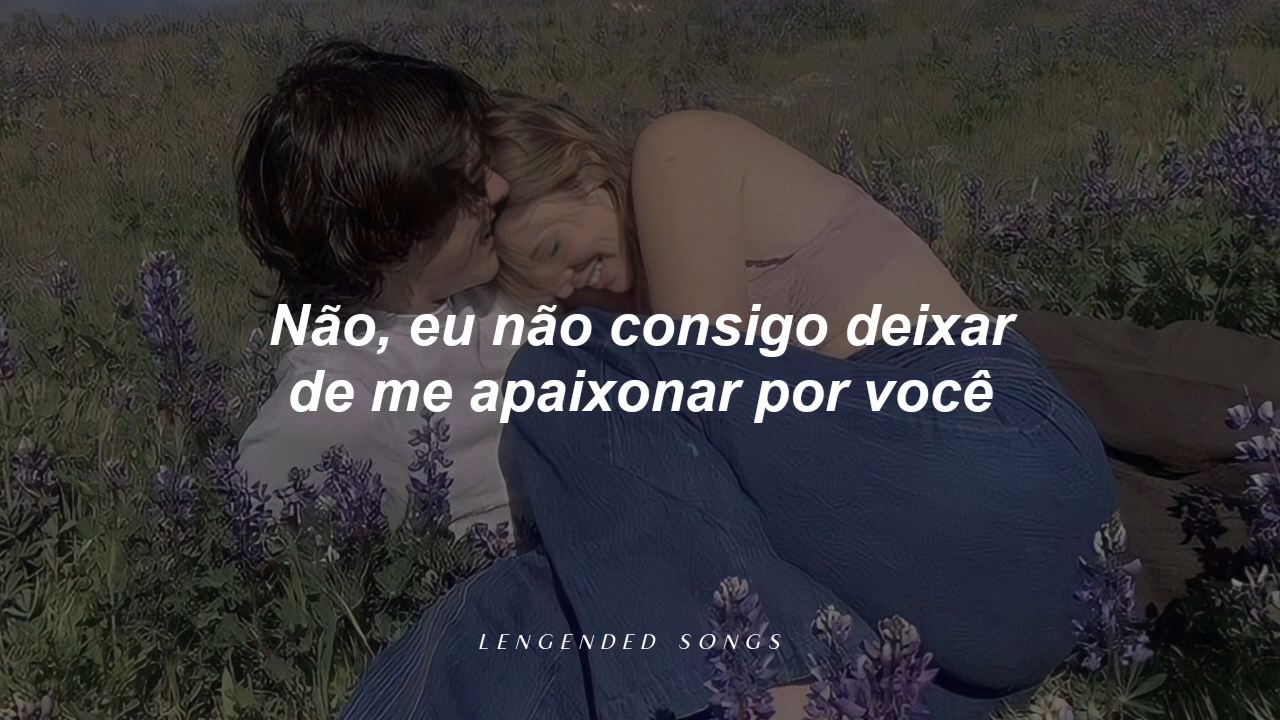 Não, eu não consigo deixar
de me apaixonar por você
LENGENDED SONGS